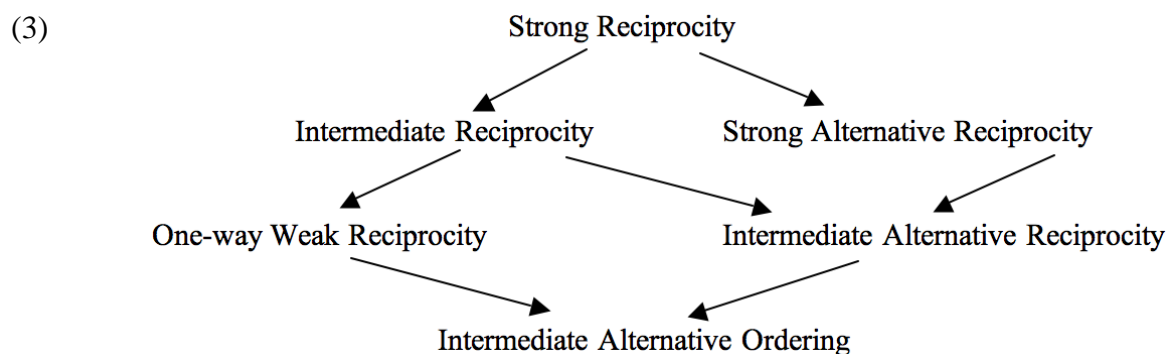 (3)
Strong Reciprocity
Intermediate Reciprocity
Strong Alternative Reciprocity
One-way Weak Reciprocity
Intermediate Alternative Reciprocity
Intermediate Alternative Ordering